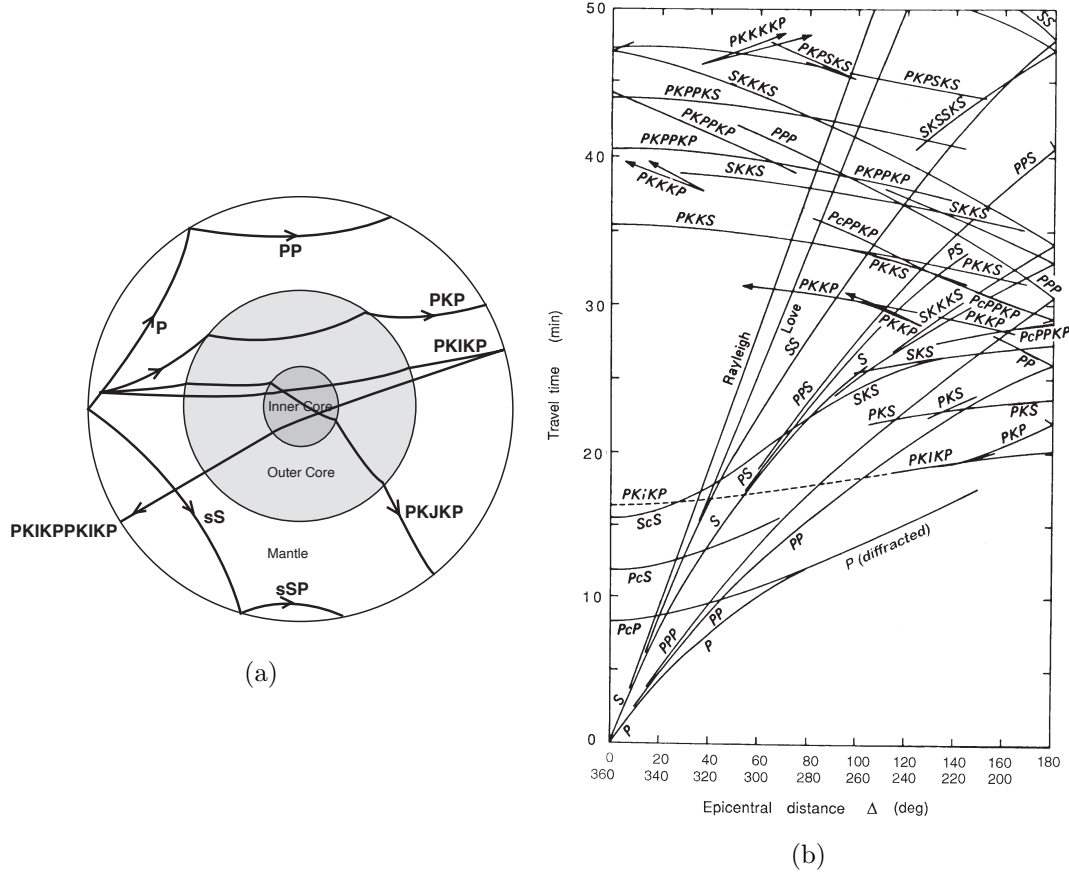 PP
P
PKP
PKIKP
Inner Core
Outer Core
PKIKPPKIKP
sS
PKJKP
Mantle
sSP
(a)
50
40
30
20
10
0
Travel time (min)
SS
PKKKKP
PKPSKS
PKPSKS
SKKKS
PKPPKS
SKSSKS
PKPPKP
PPP
PPS
PKPPKP
PKPPKP
SKKS
PKKKP
SKKS
PcPPKP
PKKS
PS
PKKS
PKKS
PPP
PKKP
SKKKS
PcPPKP
PKKP
PKKP
PcPPKP
Love
SS
Rayleigh
S
SKS
PP
PPS
SKS
PKS
PKS
PKS
PKP
PS
PKIKP
PKiKP
ScS
S
PP
P (diffracted)
PcS
PcP
PPP
PP
P
S
P
0 20 40 60 80 100 120 140 160 180
360 340 320 300 280 260 240 220 200
Epicentral distance Δ (deg)
(b)